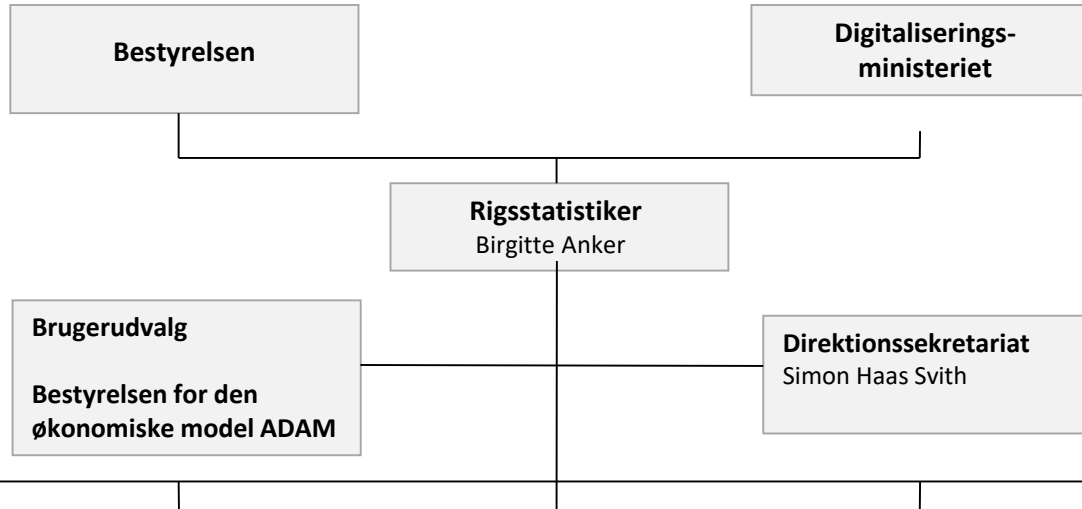 Bestyrelsen
Digitaliserings-
ministeriet
Rigsstatistiker
Birgitte Anker
Brugerudvalg
Bestyrelsen for den
økonomiske model ADAM
Direktionssekretariat
Simon Haas Svith